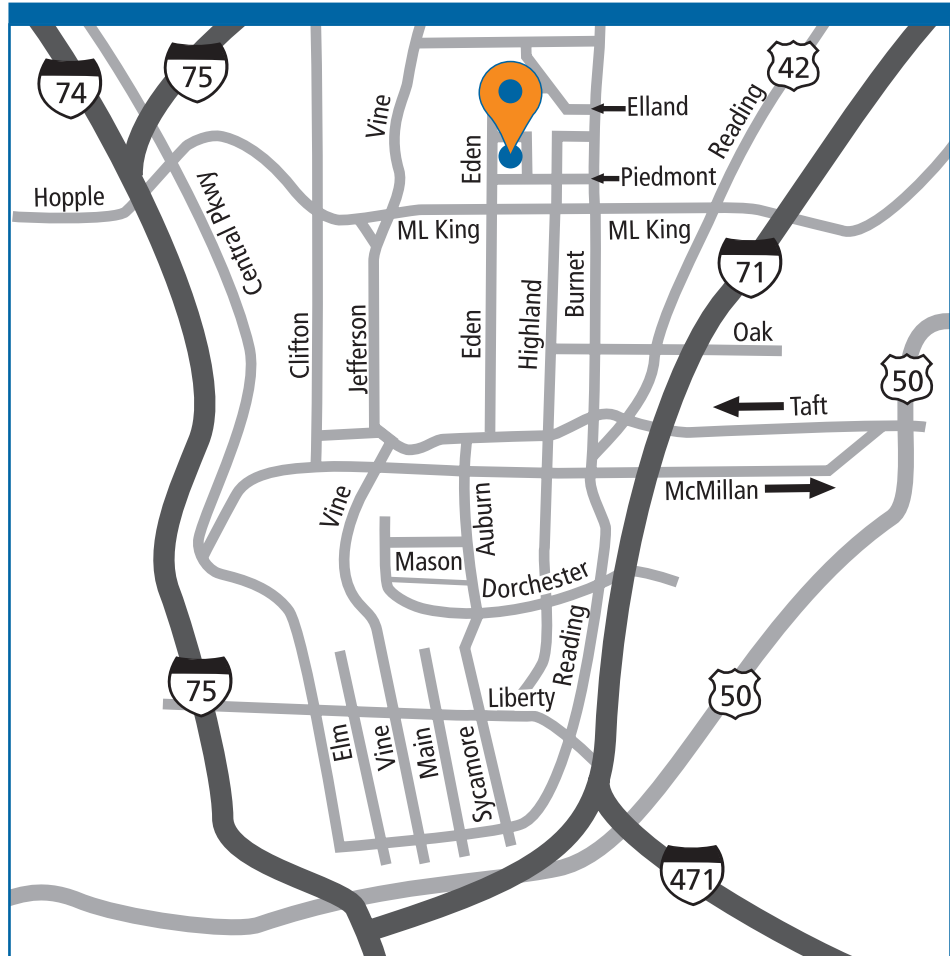 75
42
74
Elland
Vine
Reading
Eden
Piedmont
Hopple
Central Pkwy
ML King
ML King
71
Burnet
Highland
Clifton
Jefferson
Eden
Oak
50
Taft
McMillan
Vine
Auburn
Mason
Dorchester
Reading
75
Liberty
50
Elm
Vine
Main
Sycamore
471